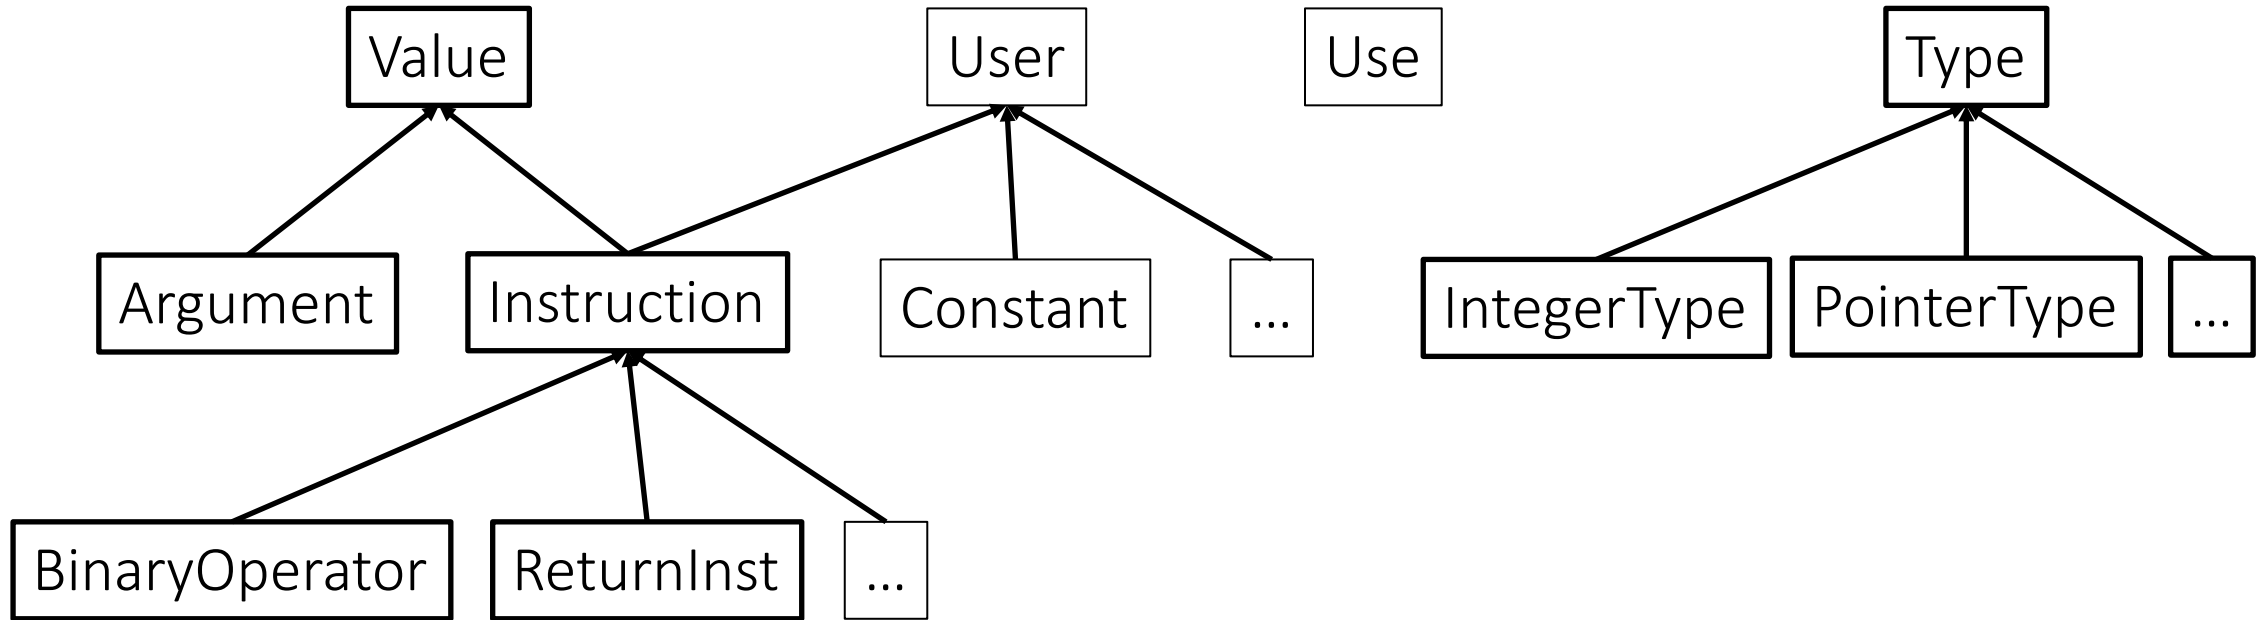 Value
User
Use
Type
Argument
Instruction
Constant
...
IntegerType
PointerType
...
BinaryOperator
ReturnInst
...